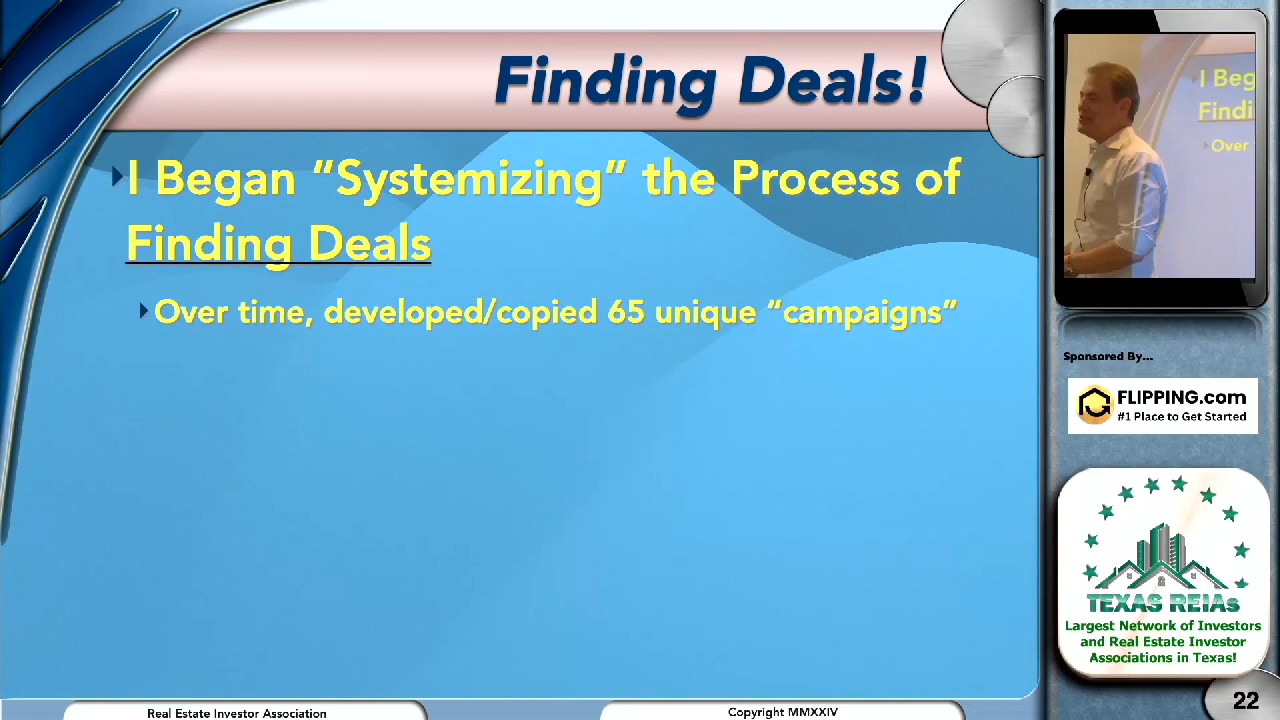 Finding Deals!
I Began “Systemizing” the Process of
Finding Deals
Over time, developed/copied 65 unique “campaigns”
I Beg
Findi
Over
Sponsored By...
FLIPPING.com
#1 Place to Get Started
TEXAS REIAs
Largest Network of Investors
and Real Estate Investor
Associations in Texas!
Real Estate Investor Association
Copyright MMXXIV
22